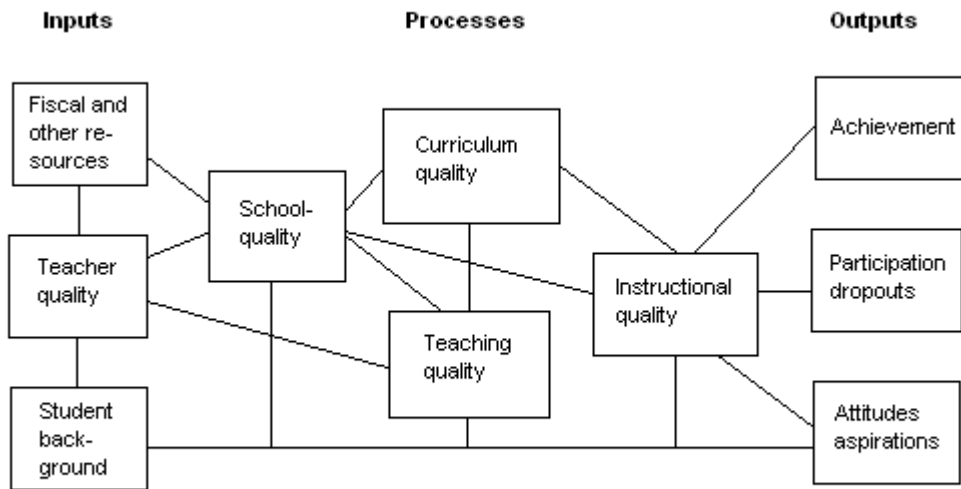 Inputs
Processes
Outputs
Fiscal and
other re-
sources
Teacher
quality
Student
back-
ground
School-
quality
Curriculum
quality
Teaching
quality
Instructional
quality
Achievement
Participation
dropouts
Attitudes
aspirations